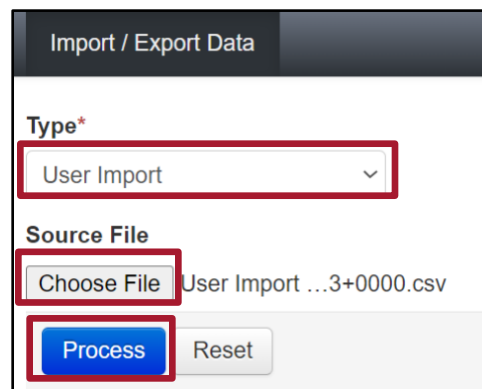 Import / Export Data
Type*
User Import
Source File
Choose File User Import ...3+0000.csv
Process Reset